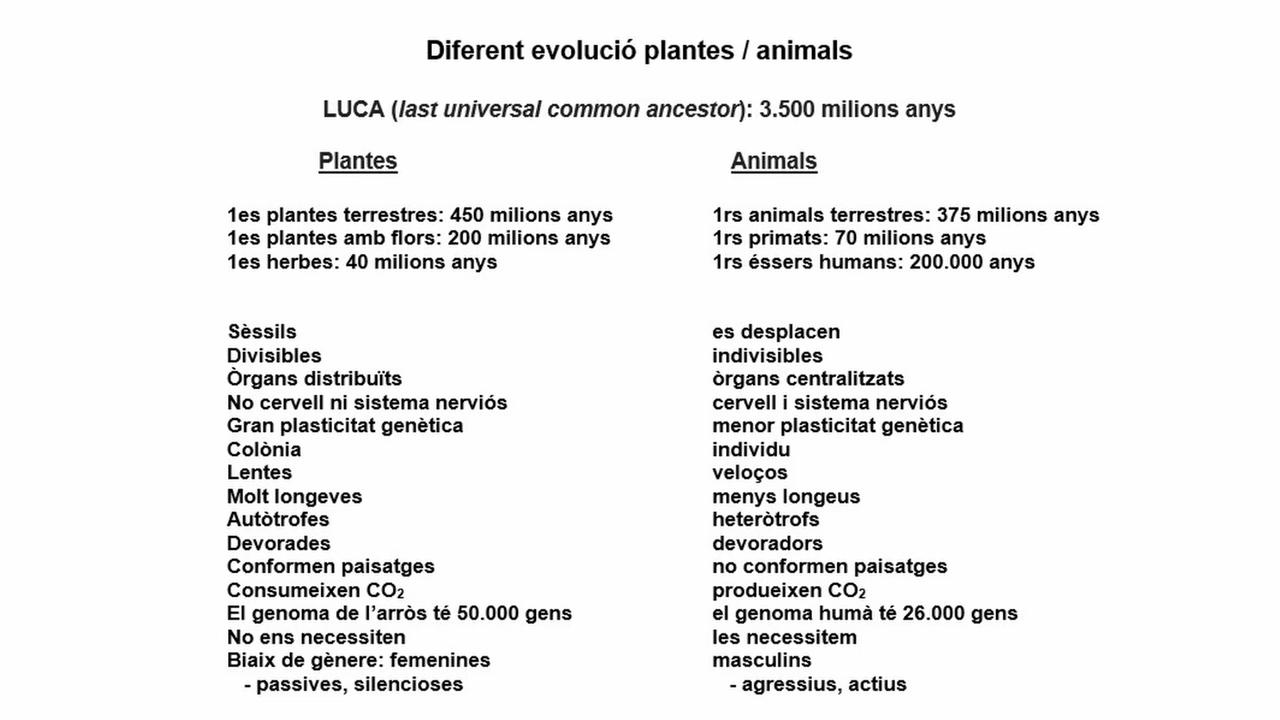 Diferent evolució plantes / animals
LUCA (last universal common ancestor): 3.500 milions anys
Plantes
1es plantes terrestres: 450 milions anys
1es plantes amb flors: 200 milions anys
1es herbes: 40 milions anys
Sèssils
Divisibles
Òrgans distribuïts
No cervell ni sistema nerviós
Gran plasticitat genètica
Colònia
Lentes
Molt longeves
Autòtrofes
Devorades
Conformen paisatges
Consumeixen CO₂
El genoma de l’arròs té 50.000 gens
No ens necessiten
Biaix de gènere: femenines
- passives, silencioses
Animals
1rs animals terrestres: 375 milions anys
1rs primats: 70 milions anys
1rs éssers humans: 200.000 anys
es desplacen
indivisibles
òrgans centralitzats
cervell i sistema nerviós
menor plasticitat genètica
individu
veloços
menys longeus
heteròtrofs
devoradors
no conformen paisatges
produeixen CO₂
el genoma humà té 26.000 gens
les necessitem
masculins
- agressius, actius